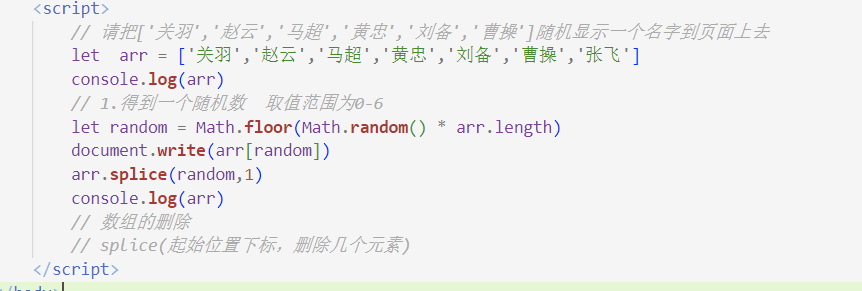 <script>
// 请把['关羽','赵云','马超','黄忠','刘备','曹操']随机显示一个名字到页面上去
let  arr = ['关羽','赵云','马超','黄忠','刘备','曹操','张飞']
console.log(arr)
// 1.得到一个随机数  取值范围为0-6
let random = Math.floor(Math.random() * arr.length)
document.write(arr[random])
arr.splice(random,1)
console.log(arr)
// 数组的删除
// splice(起始位置下标，删除几个元素)
</script>
</body>